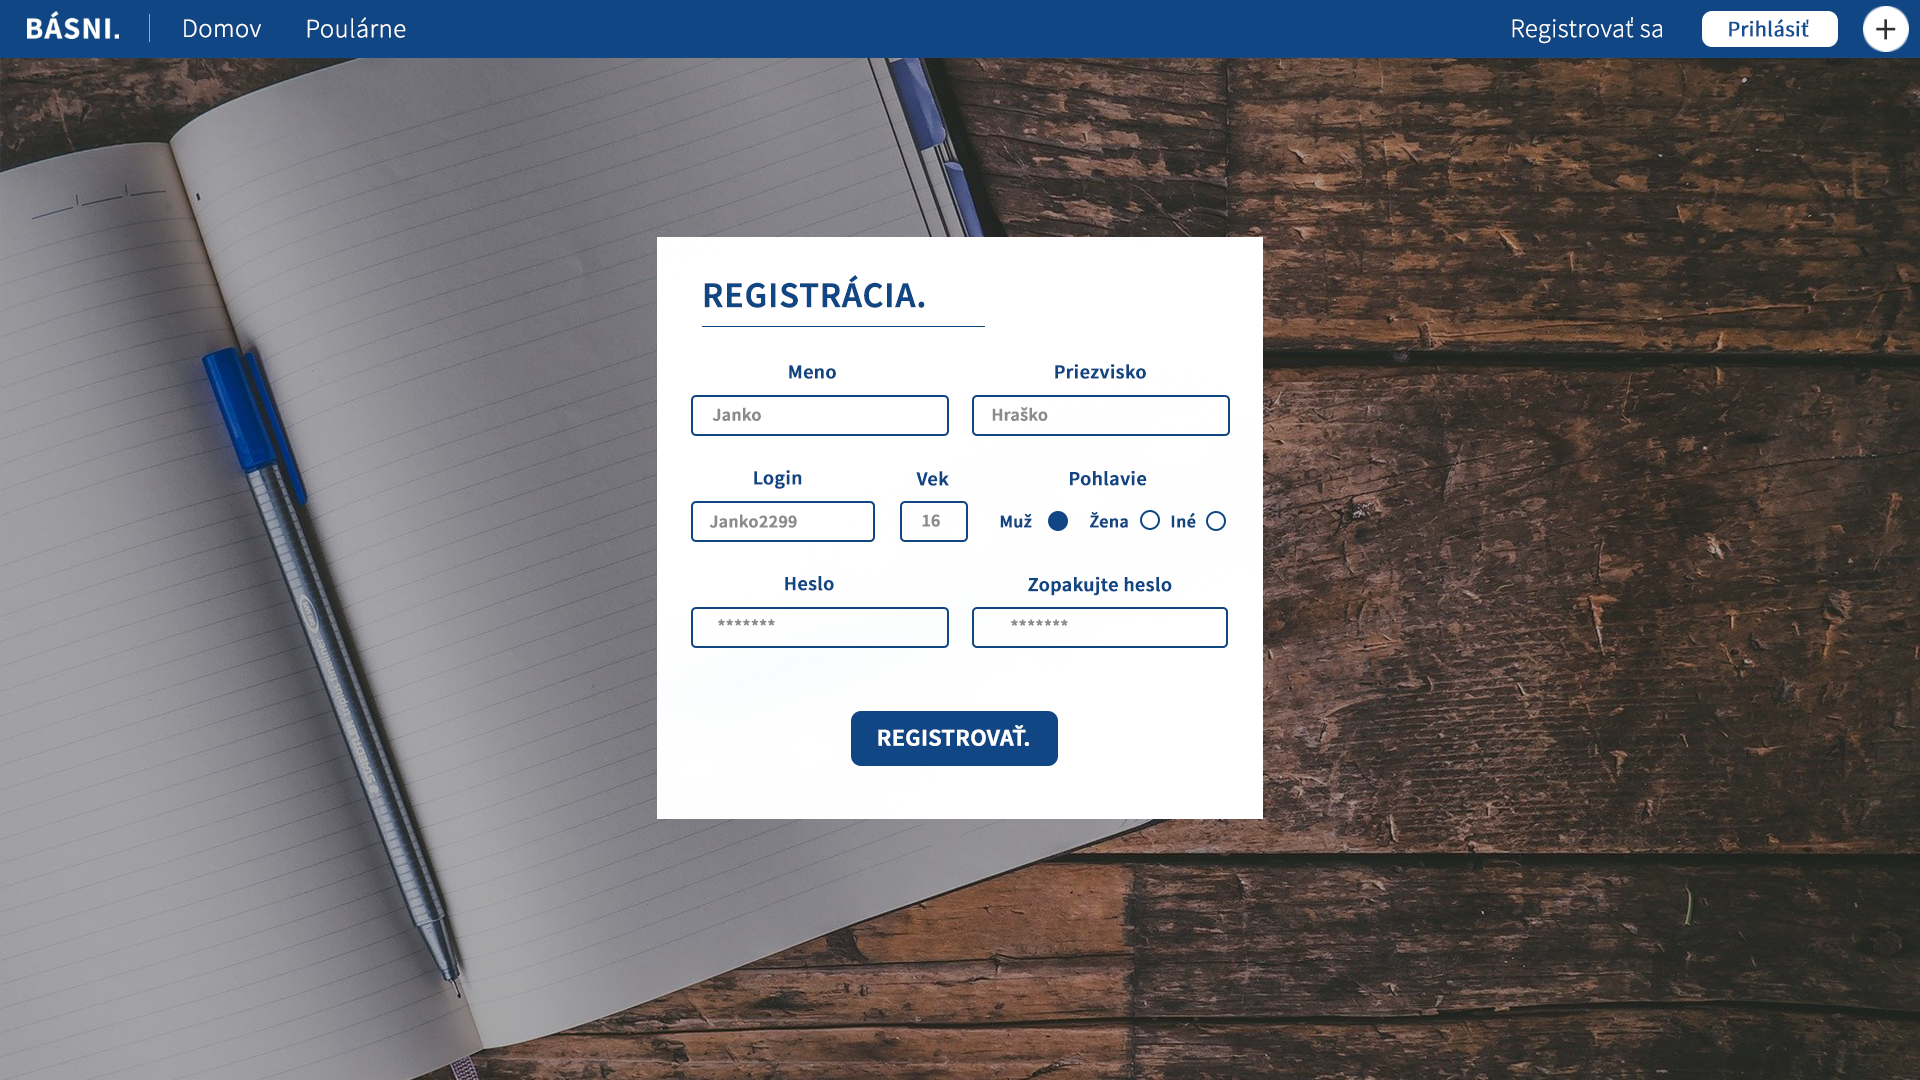 BÁSNI. Domov Poulárne Registrovať sa Prihlásiť +
REGISTRÁCIA.
Meno Priezvisko
Janko Hraško
Login Vek Pohlavie
Janko2299 16 Muž Žena Iné
Heslo Zopakujte heslo
******* *******
REGISTROVAŤ.